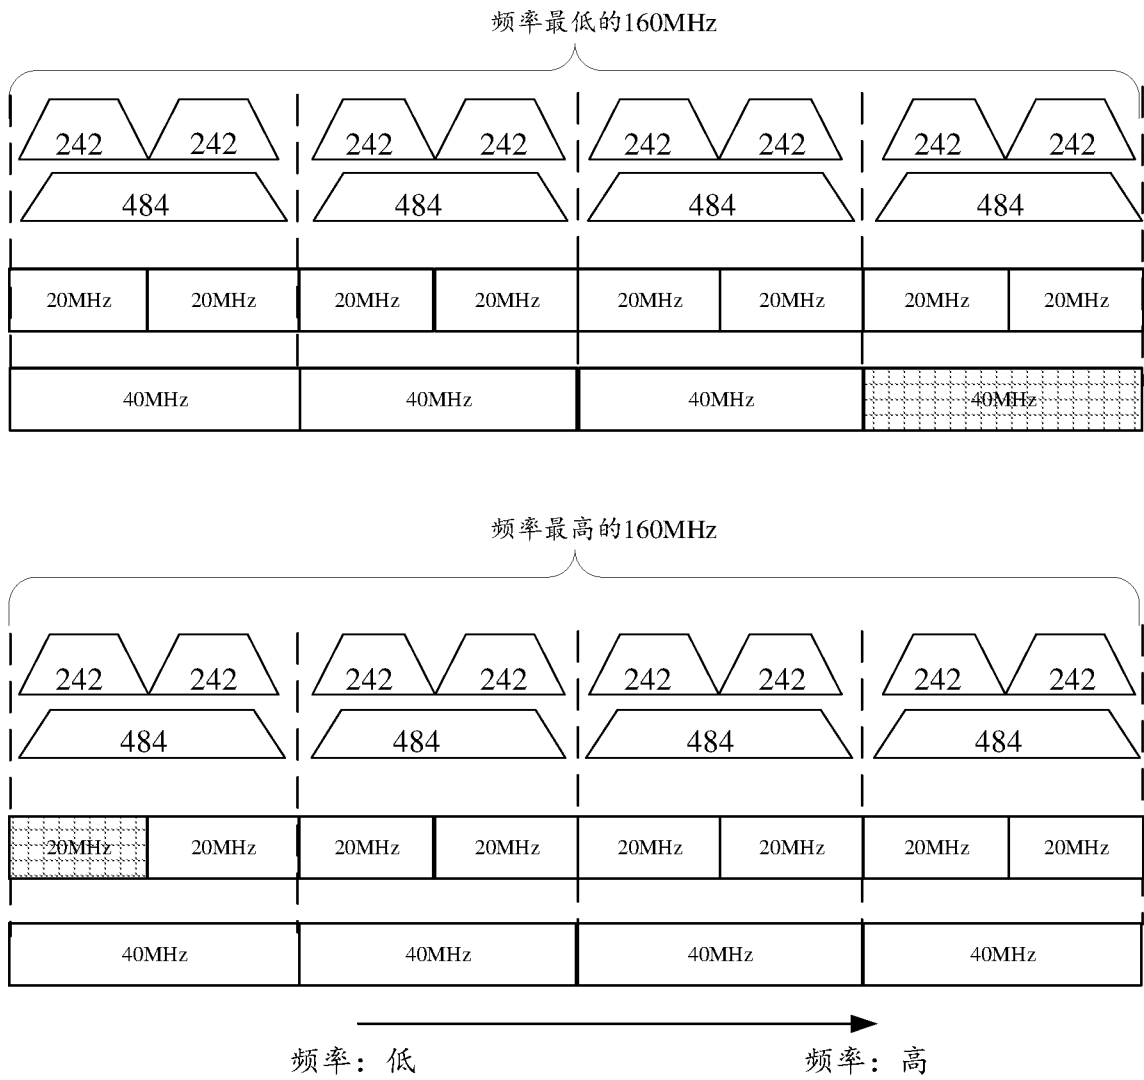 频率最低的160MHz
242 242 242 242 242 242 242 242
484 484 484 484
20MHz 20MHz 20MHz 20MHz 20MHz 20MHz 20MHz 20MHz
40MHz 40MHz 40MHz 40MHz
频率最高的160MHz
242 242 242 242 242 242 242 242
484 484 484 484
20MHz 20MHz 20MHz 20MHz 20MHz 20MHz 20MHz 20MHz
40MHz 40MHz 40MHz 40MHz
频率：低 频率：高